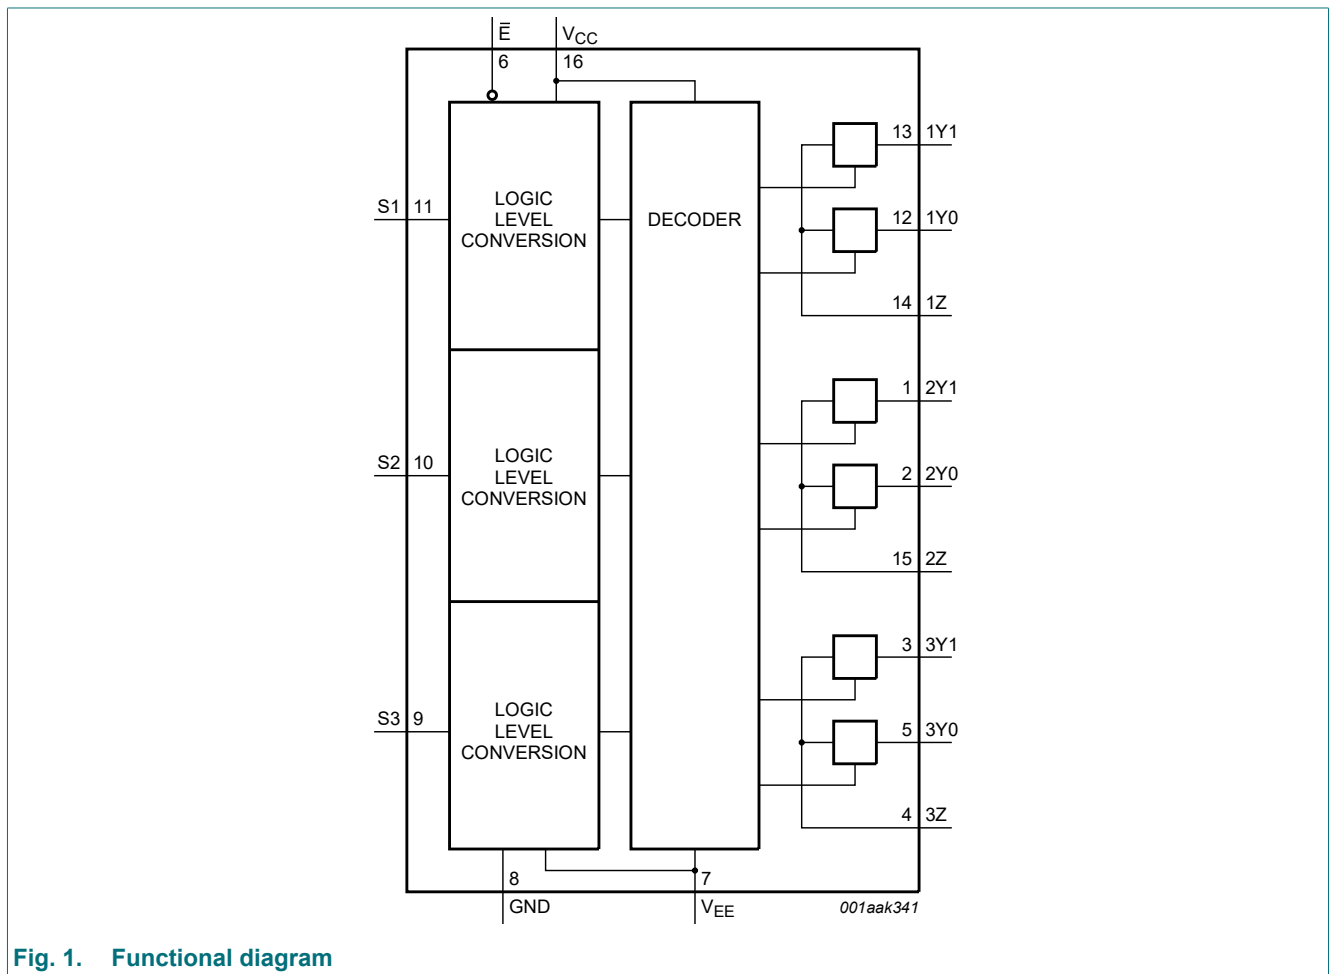 E̅ VCC
6 16
13 1Y1
LOGIC
LEVEL
CONVERSION
S1 11
DECODER
12 1Y0
14 1Z
1 2Y1
S2 10
LOGIC
LEVEL
CONVERSION
2 2Y0
15 2Z
3 3Y1
S3 9
LOGIC
LEVEL
CONVERSION
5 3Y0
4 3Z
8 7
GND VEE 001aak341
Fig. 1. Functional diagram